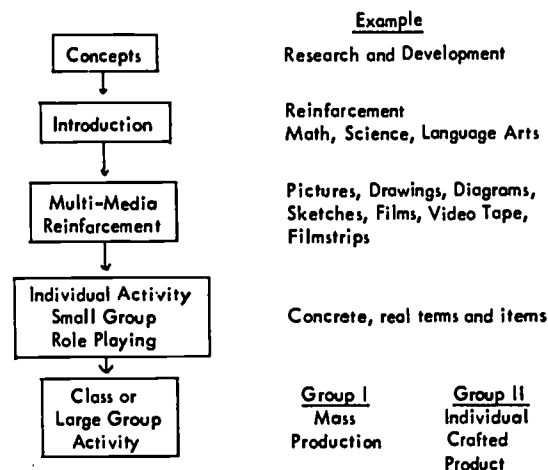 Example
Concepts
Research and Development
Introduction
Reinfarcement
Math, Science, Language Arts
Multi-Media
Reinfarcement
Pictures, Drawings, Diagrams,
Sketches, Films, Video Tape,
Filmstrips
Individual Activity
Small Group
Role Playing
Concrete, real terms and items
Class or
Large Group
Activity
Group I
Mass
Production
Group II
Individual
Crafted
Product